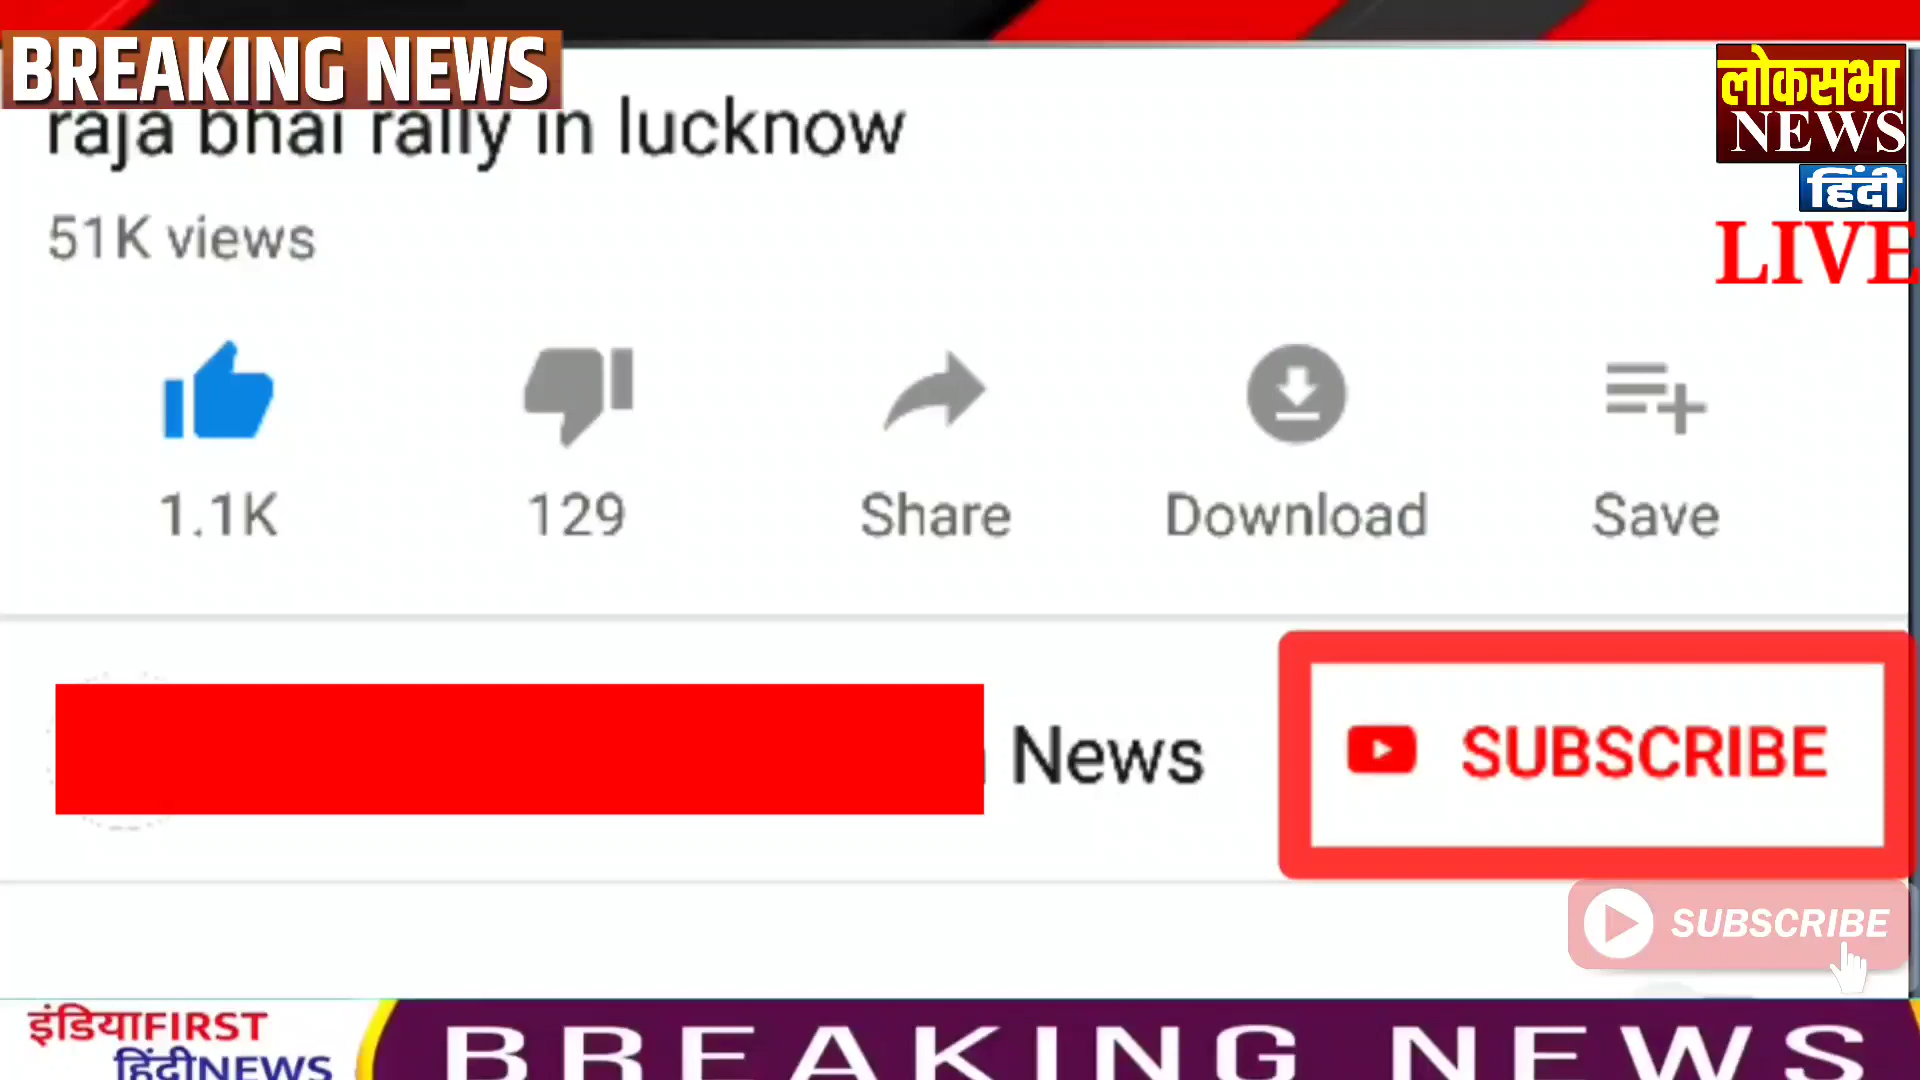 BREAKING NEWS
raja bhai rally in lucknow
51K views
1.1K
129
Share
Download
Save
News
SUBSCRIBE
SUBSCRIBE
लोकसभा
NEWS
हिंदी
LIVE
इंडियाFIRST
हिंदीNEWS
BREAKING NEWS